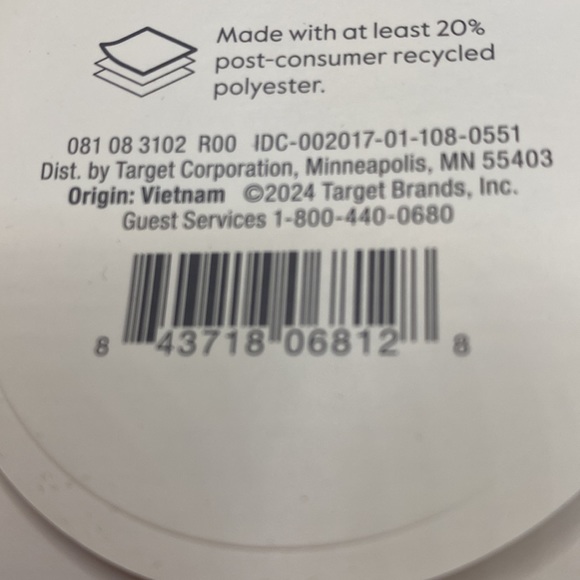 Made with at least 20%
post-consumer recycled
polyester.
081 08 3102 R00 IDC-002017-01-108-0551
Dist. by Target Corporation, Minneapolis, MN 55403
Origin: Vietnam ©2024 Target Brands, Inc.
Guest Services 1-800-440-0680
8 43718 06812 8